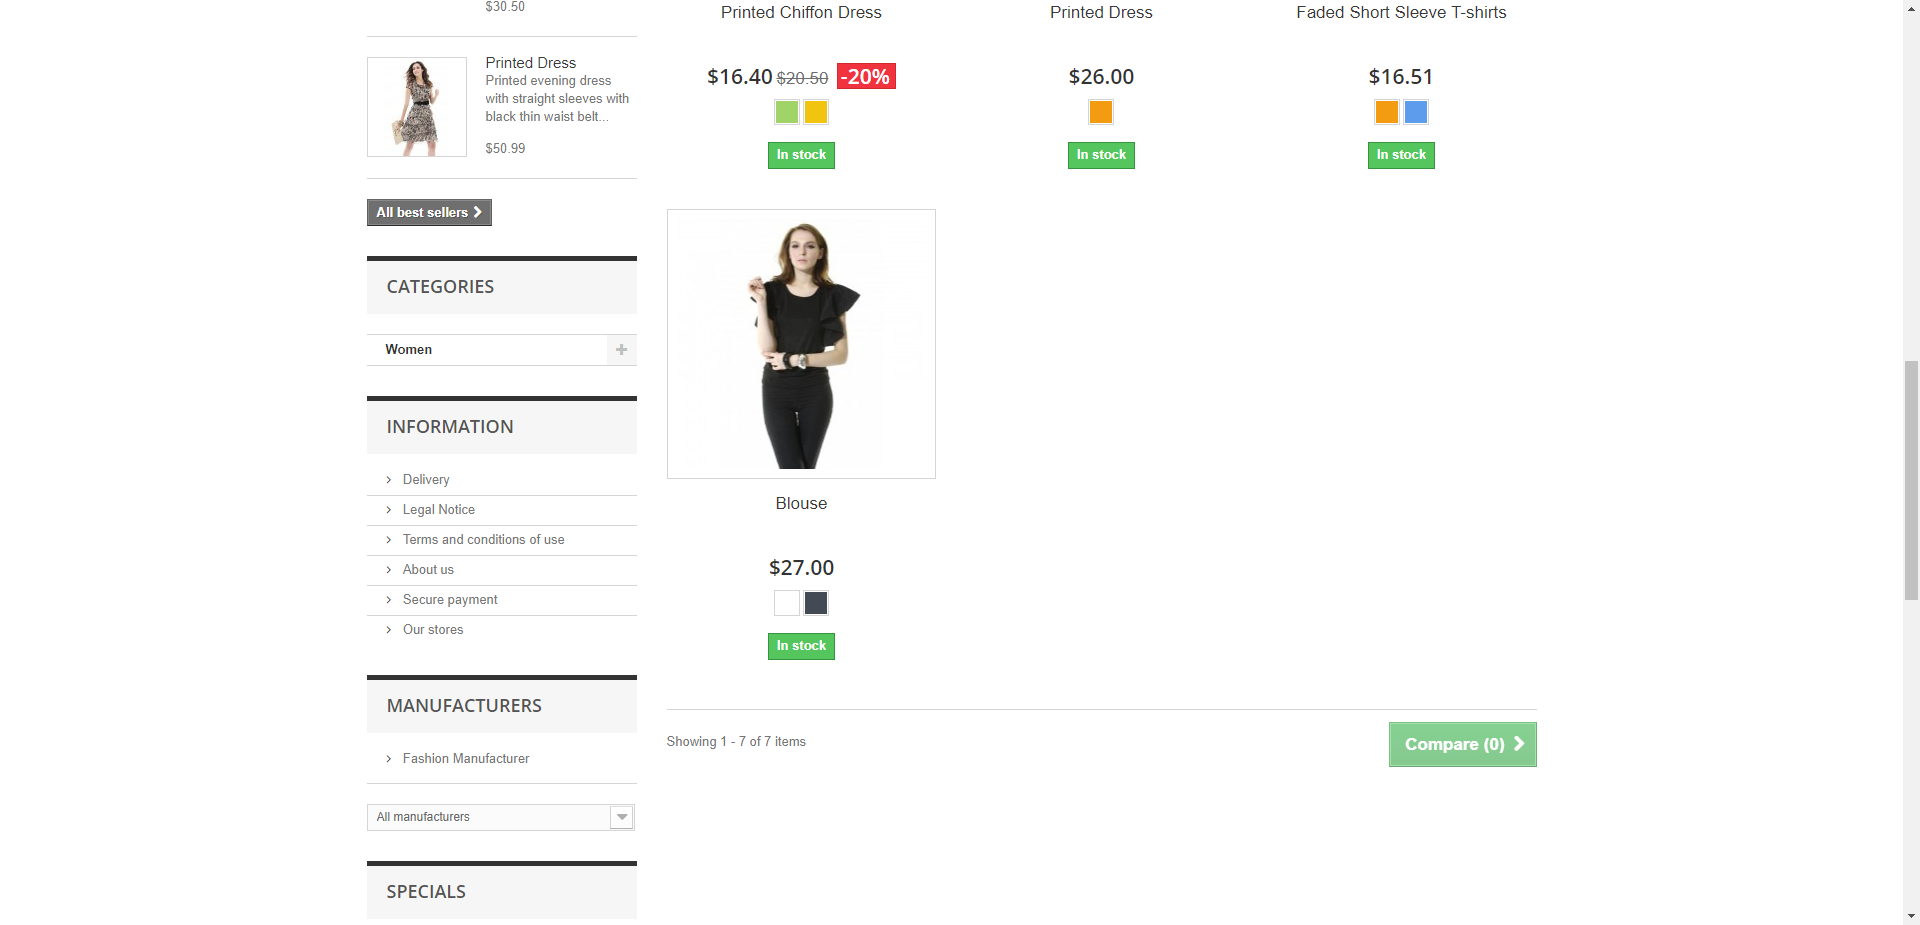 $30.50
Printed Dress
Printed evening dress
with straight sleeves with
black thin waist belt...
$50.99
All best sellers
CATEGORIES
Women
INFORMATION
Delivery
Legal Notice
Terms and conditions of use
About us
Secure payment
Our stores
MANUFACTURERS
Fashion Manufacturer
All manufacturers
SPECIALS
Printed Chiffon Dress
$16.40 $20.50 -20%
In stock
Printed Dress
$26.00
In stock
Faded Short Sleeve T-shirts
$16.51
In stock
Blouse
$27.00
In stock
Showing 1 - 7 of 7 items
Compare (0)